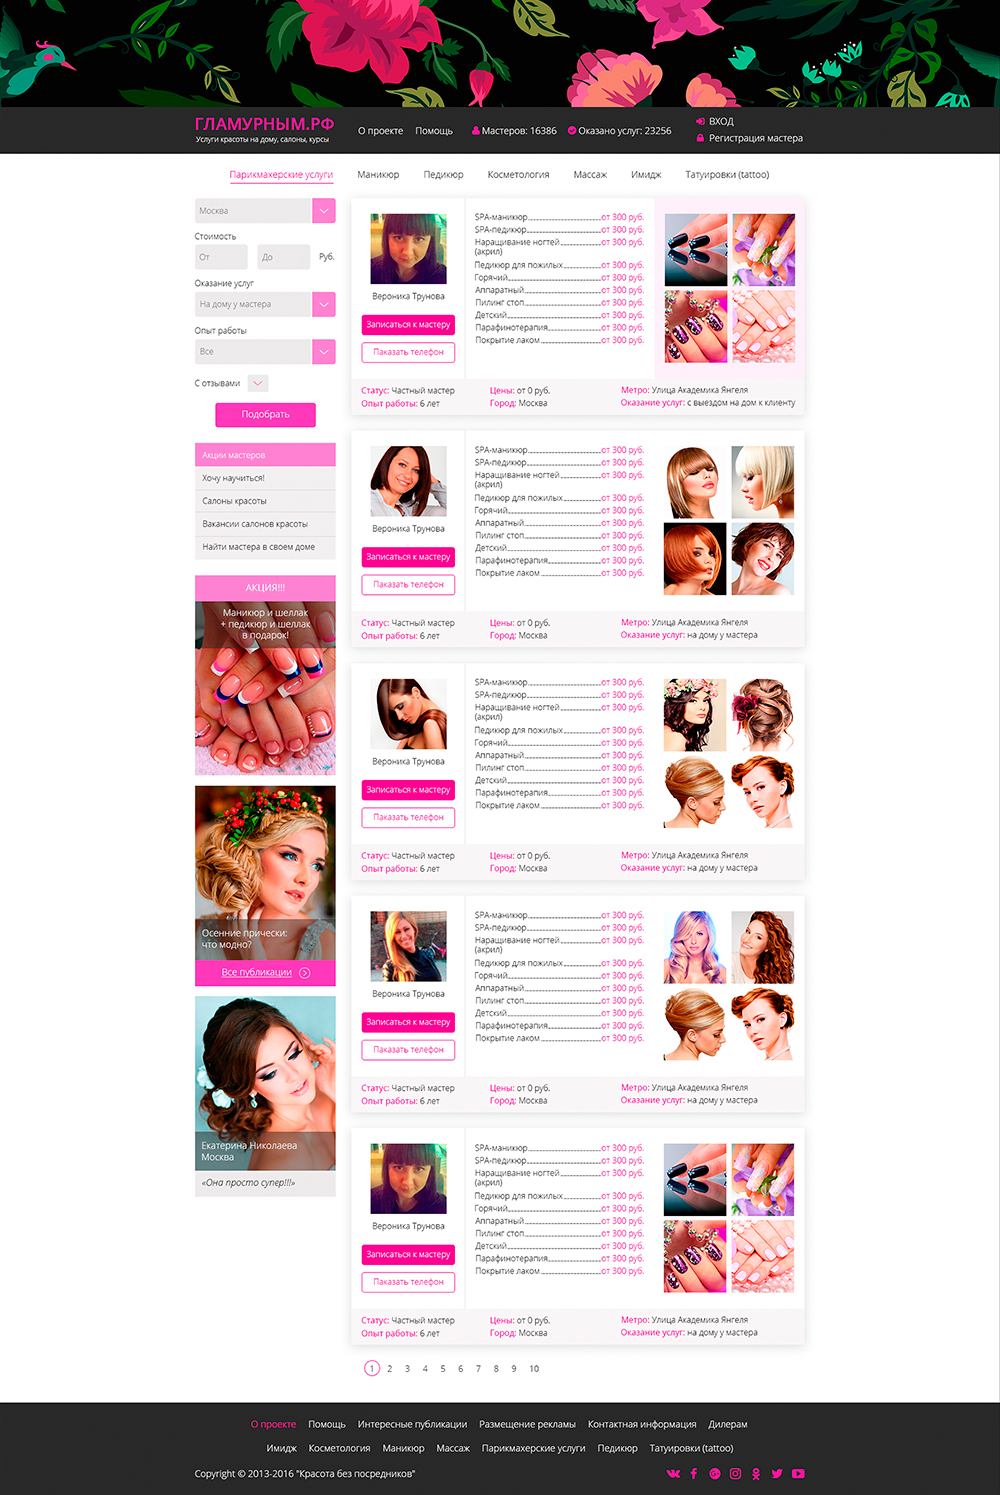 ГЛАМУРНЫМ.РФ
Услуги красоты на дому, салоны, курсы
О проекте Помощь Мастеров: 16386 Оказано услуг: 23256
ВХОД
Регистрация мастера
Парикмахерские услуги Маникюр Педикюр Косметология Массаж Имидж Татуировки (tattoo)
Москва
Стоимость
От До Руб.
Оказание услуг
На дому у мастера
Опыт работы
Все
С отзывами
Подобрать
Акции мастеров
Хочу научиться!
Салоны красоты
Вакансии салонов красоты
Найти мастера в своем доме
АКЦИЯ!!!
Маникюр и шеллак
+ педикюр и шеллак
в подарок!
Осенние прически:
что модно?
Все публикации
Екатерина Николаева
Москва
«Она просто супер!!!»
Вероника Трунова
Записаться к мастеру
Паказать телефон
SPA-маникюр от 300 руб.
SPA-педикюр от 300 руб.
Наращивание ногтей от 300 руб.
(акрил)
Педикюр для пожилых от 300 руб.
Горячий от 300 руб.
Аппаратный от 300 руб.
Пилинг стоп от 300 руб.
Детский от 300 руб.
Парафинотерапия от 300 руб.
Покрытие лаком от 300 руб.
Статус: Частный мастер Цены: от 0 руб. Метро: Улица Академика Янгеля
Опыт работы: 6 лет Город: Москва Оказание услуг: с выездом на дом к клиенту
Вероника Трунова
Записаться к мастеру
Паказать телефон
SPA-маникюр от 300 руб.
SPA-педикюр от 300 руб.
Наращивание ногтей от 300 руб.
(акрил)
Педикюр для пожилых от 300 руб.
Горячий от 300 руб.
Аппаратный от 300 руб.
Пилинг стоп от 300 руб.
Детский от 300 руб.
Парафинотерапия от 300 руб.
Покрытие лаком от 300 руб.
Статус: Частный мастер Цены: от 0 руб. Метро: Улица Академика Янгеля
Опыт работы: 6 лет Город: Москва Оказание услуг: на дому у мастера
Вероника Трунова
Записаться к мастеру
Паказать телефон
SPA-маникюр от 300 руб.
SPA-педикюр от 300 руб.
Наращивание ногтей от 300 руб.
(акрил)
Педикюр для пожилых от 300 руб.
Горячий от 300 руб.
Аппаратный от 300 руб.
Пилинг стоп от 300 руб.
Детский от 300 руб.
Парафинотерапия от 300 руб.
Покрытие лаком от 300 руб.
Статус: Частный мастер Цены: от 0 руб. Метро: Улица Академика Янгеля
Опыт работы: 6 лет Город: Москва Оказание услуг: на дому у мастера
Вероника Трунова
Записаться к мастеру
Паказать телефон
SPA-маникюр от 300 руб.
SPA-педикюр от 300 руб.
Наращивание ногтей от 300 руб.
(акрил)
Педикюр для пожилых от 300 руб.
Горячий от 300 руб.
Аппаратный от 300 руб.
Пилинг стоп от 300 руб.
Детский от 300 руб.
Парафинотерапия от 300 руб.
Покрытие лаком от 300 руб.
Статус: Частный мастер Цены: от 0 руб. Метро: Улица Академика Янгеля
Опыт работы: 6 лет Город: Москва Оказание услуг: на дому у мастера
Вероника Трунова
Записаться к мастеру
Паказать телефон
SPA-маникюр от 300 руб.
SPA-педикюр от 300 руб.
Наращивание ногтей от 300 руб.
(акрил)
Педикюр для пожилых от 300 руб.
Горячий от 300 руб.
Аппаратный от 300 руб.
Пилинг стоп от 300 руб.
Детский от 300 руб.
Парафинотерапия от 300 руб.
Покрытие лаком от 300 руб.
Статус: Частный мастер Цены: от 0 руб. Метро: Улица Академика Янгеля
Опыт работы: 6 лет Город: Москва Оказание услуг: на дому у мастера
1 2 3 4 5 6 7 8 9 10
О проекте Помощь Интересные публикации Размещение рекламы Контактная информация Дилерам
Имидж Косметология Маникюр Массаж Парикмахерские услуги Педикюр Татуировки (tattoo)
Copyright © 2013-2016 "Красота без посредников"